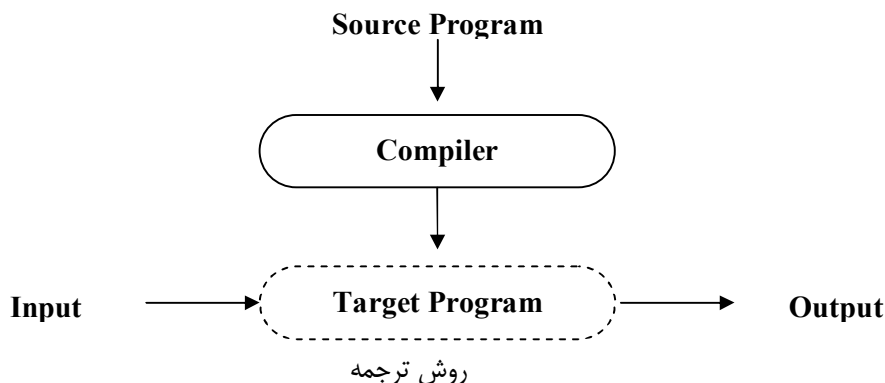 Source Program
Compiler
Input
Target Program
Output
روش ترجمه